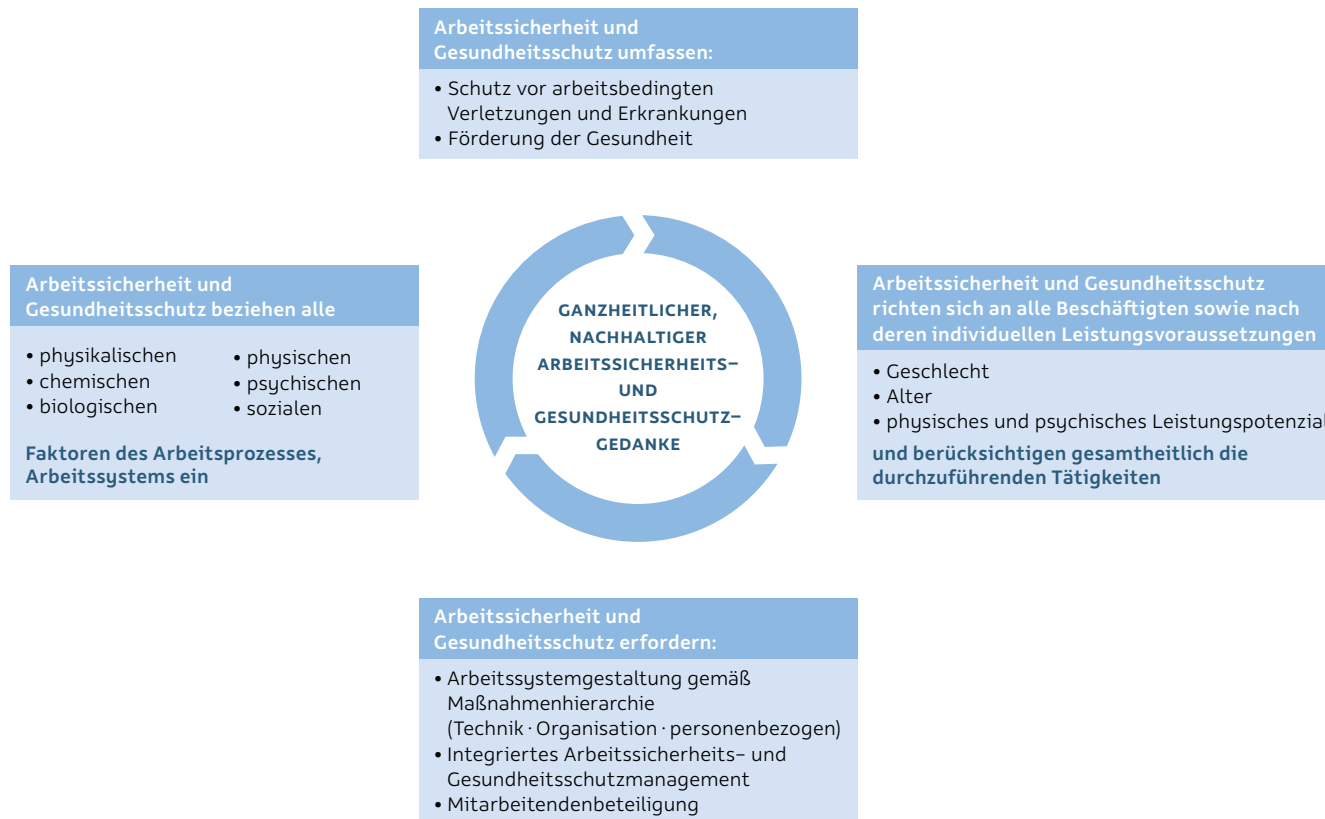 Arbeitssicherheit und
Gesundheitsschutz umfassen:
• Schutz vor arbeitsbedingten
Verletzungen und Erkrankungen
• Förderung der Gesundheit
Arbeitssicherheit und
Gesundheitsschutz beziehen alle
• physikalischen
• chemischen
• biologischen
• physischen
• psychischen
• sozialen
Faktoren des Arbeitsprozesses,
Arbeitssystems ein
GANZHEITLICHER,
NACHHALTIGER
ARBEITSSICHERHEITS-
UND
GESUNDHEITSSCHUTZ-
GEDANKE
Arbeitssicherheit und Gesundheitsschutz
richten sich an alle Beschäftigten sowie nach
deren individuellen Leistungsvoraussetzungen
• Geschlecht
• Alter
• physisches und psychisches Leistungspotenzial
und berücksichtigen gesamtheitlich die
durchzuführenden Tätigkeiten
Arbeitssicherheit und
Gesundheitsschutz erfordern:
• Arbeitssystemgestaltung gemäß
Maßnahmenhierarchie
(Technik · Organisation · personenbezogen)
• Integriertes Arbeitssicherheits- und
Gesundheitsschutzmanagement
• Mitarbeitendenbeteiligung